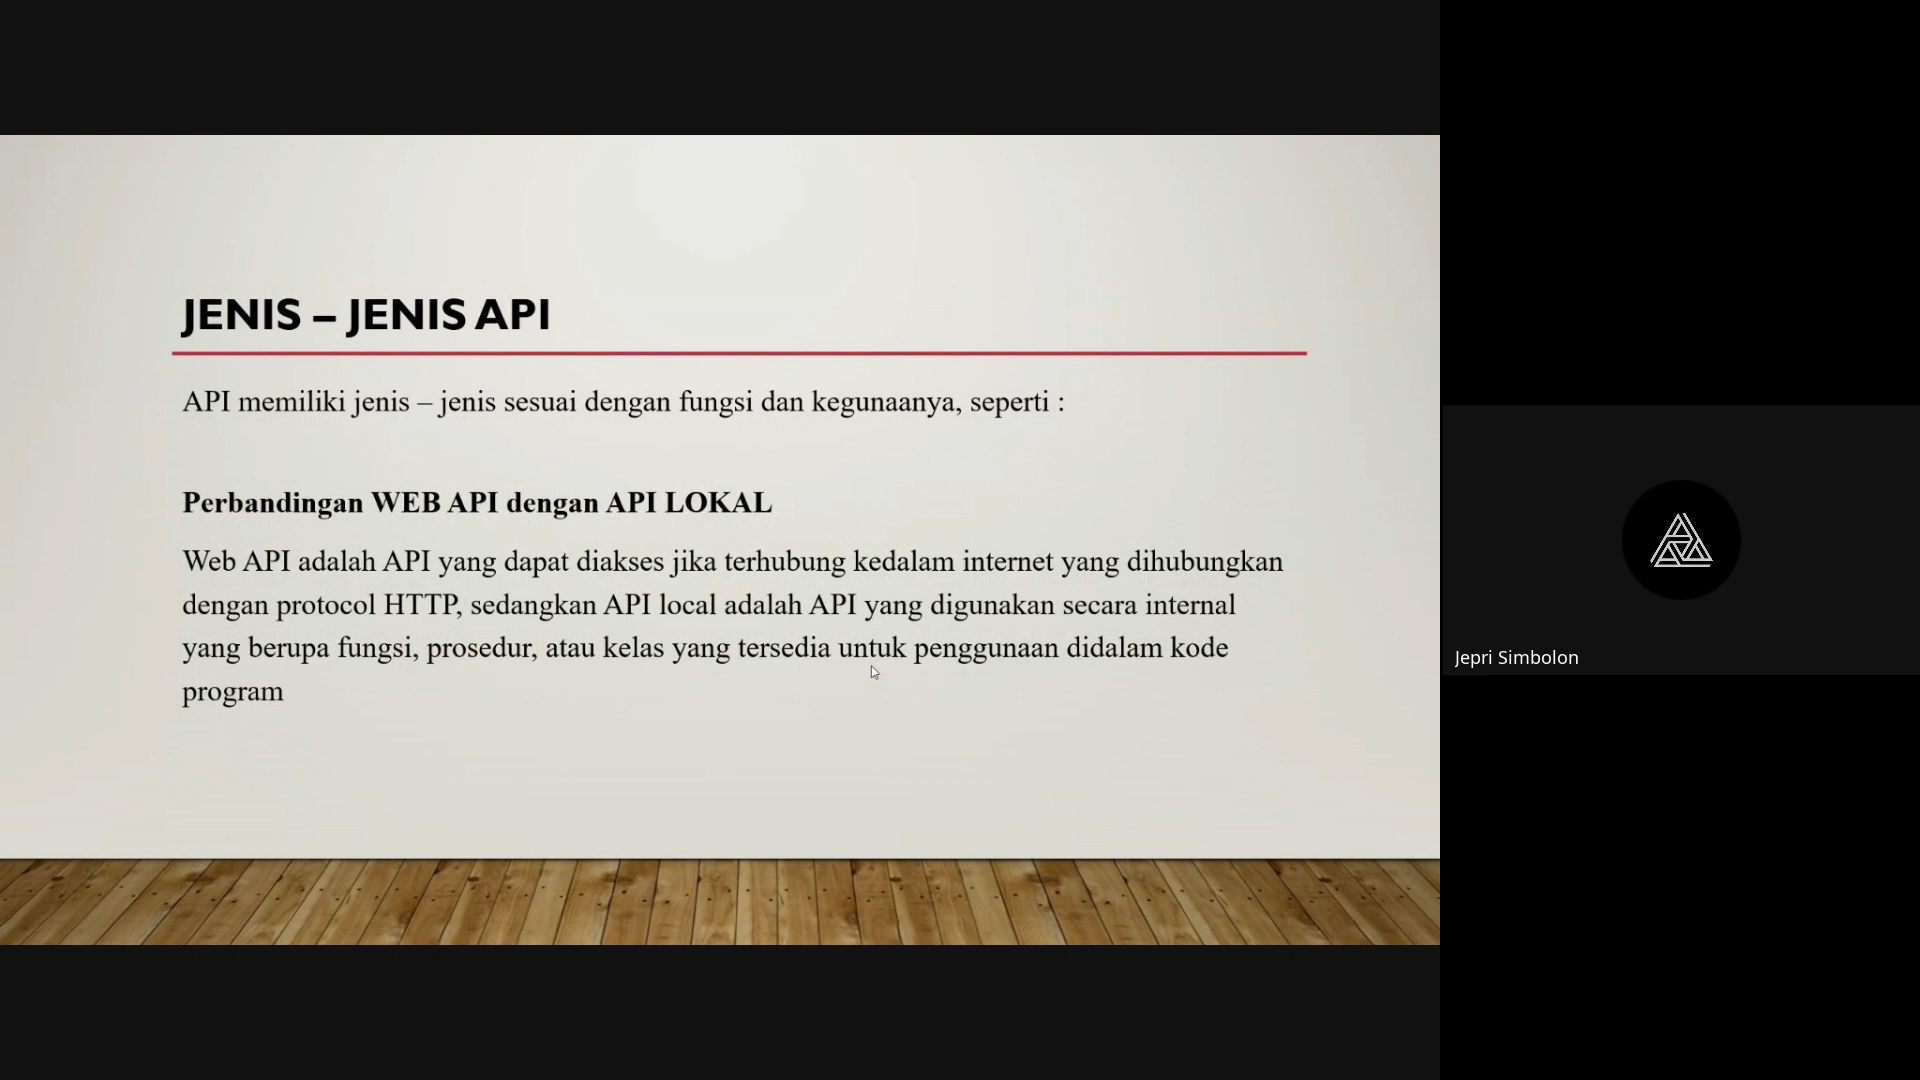 JENIS – JENIS API
API memiliki jenis – jenis sesuai dengan fungsi dan kegunaanya, seperti :
Perbandingan WEB API dengan API LOKAL
Web API adalah API yang dapat diakses jika terhubung kedalam internet yang dihubungkan
dengan protocol HTTP, sedangkan API local adalah API yang digunakan secara internal
yang berupa fungsi, prosedur, atau kelas yang tersedia untuk penggunaan didalam kode
program
Jepri Simbolon